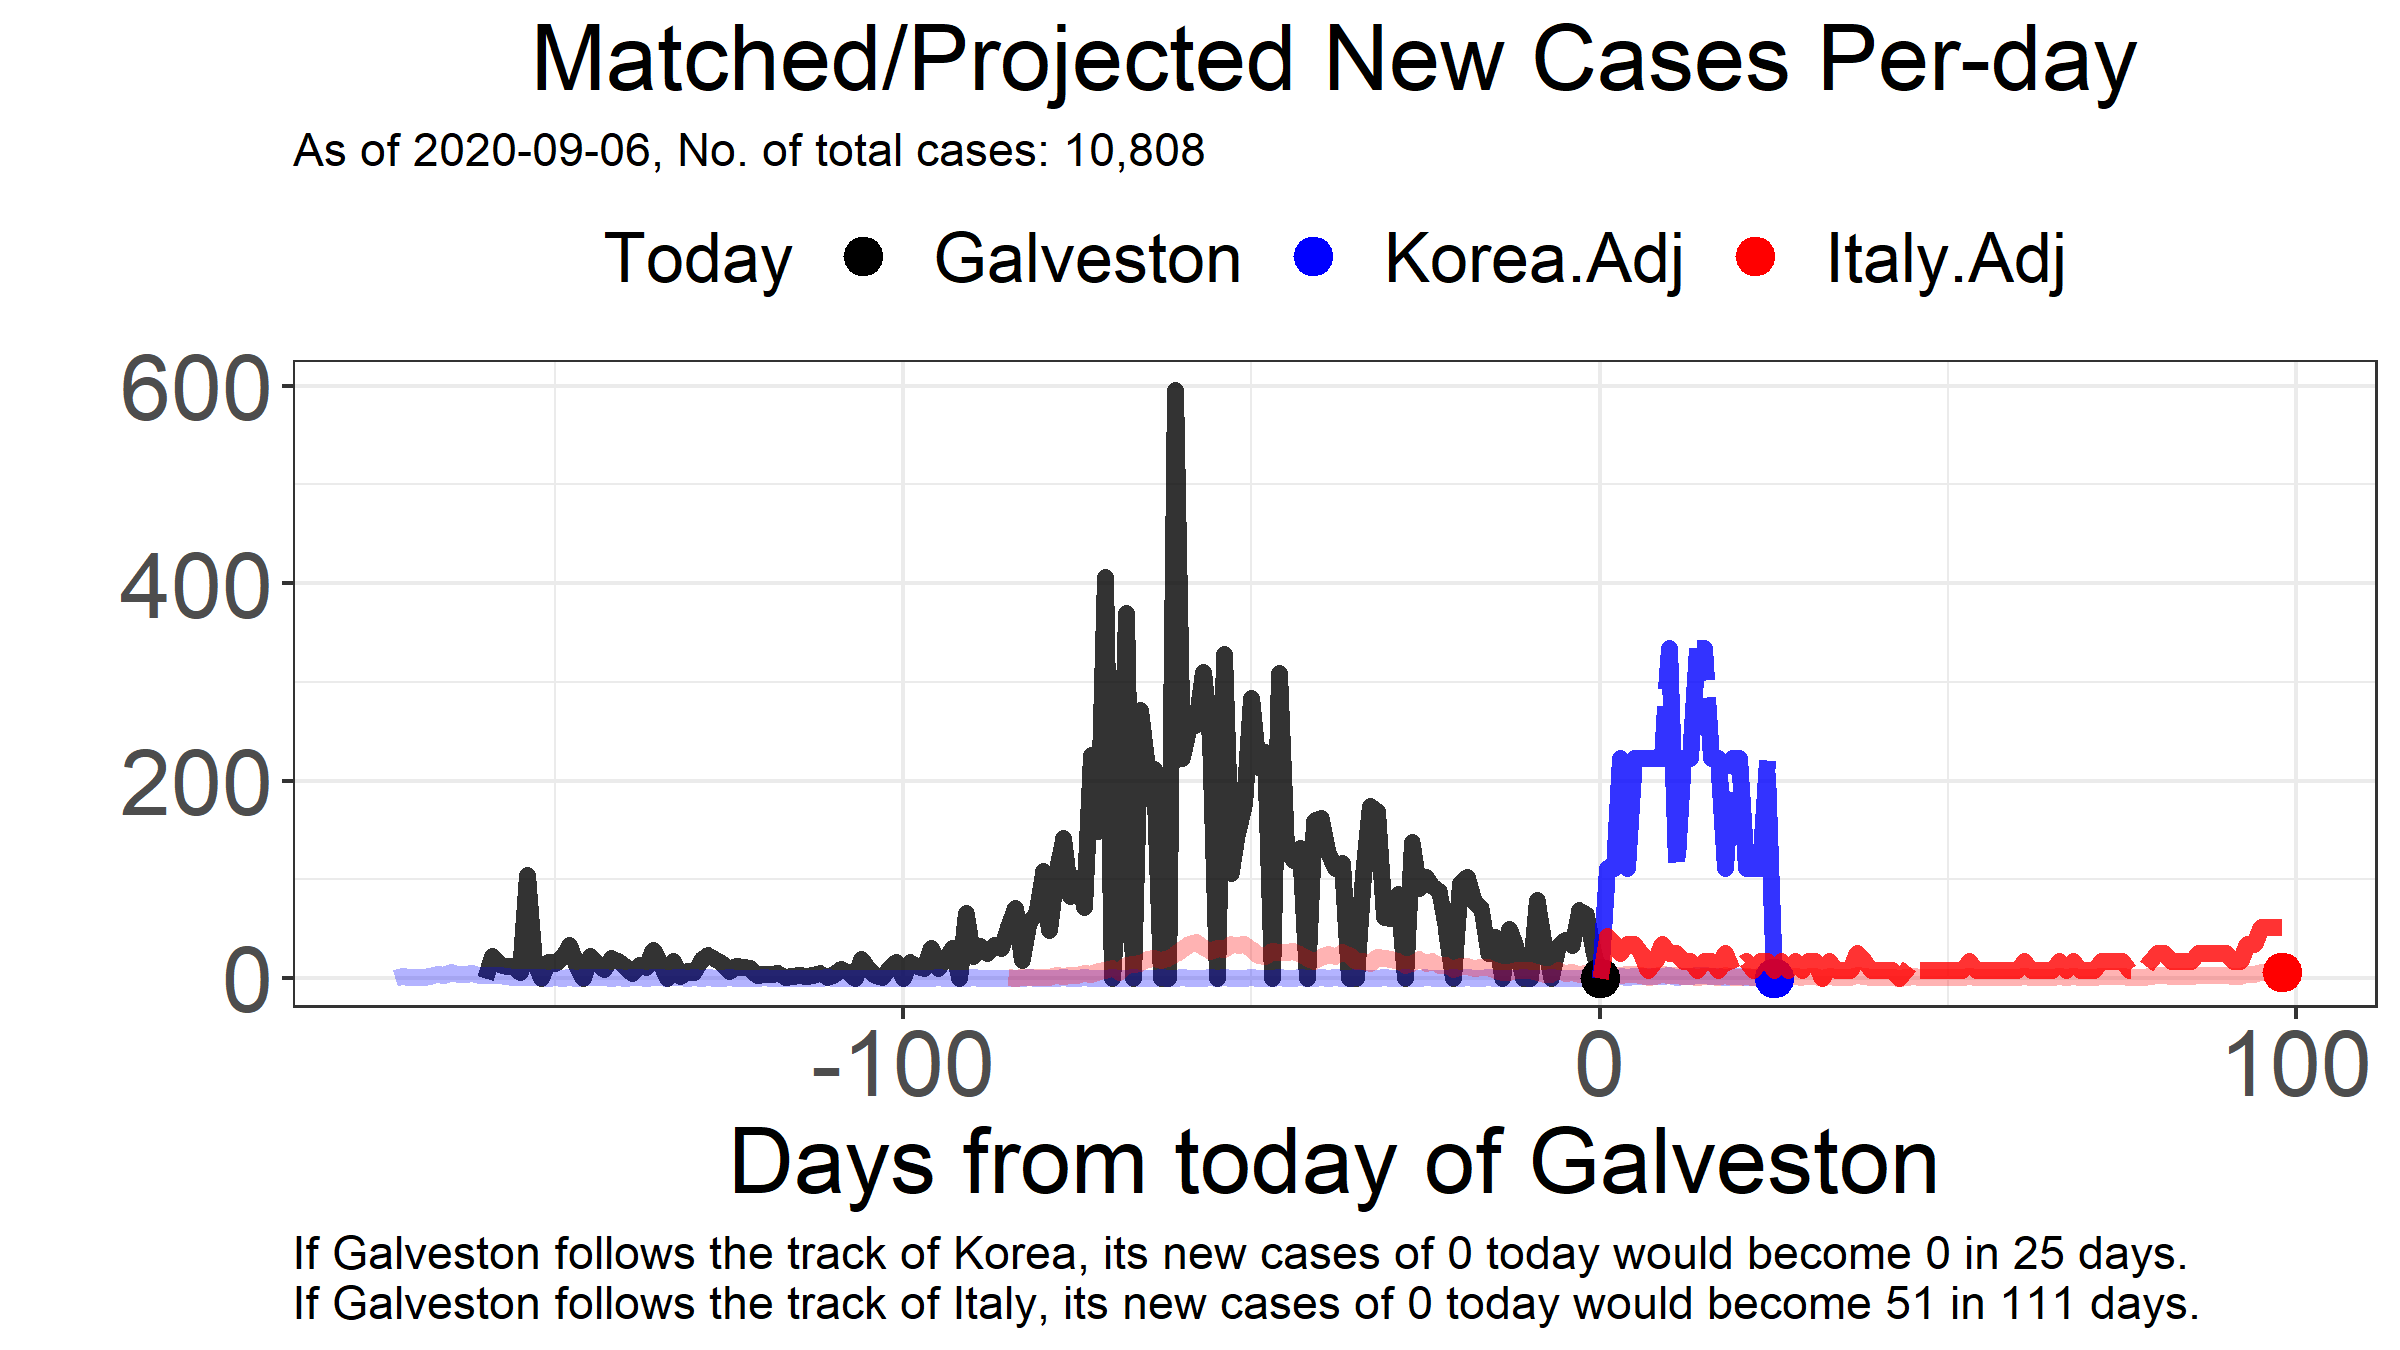 Matched/Projected New Cases Per-day
As of 2020-09-06, No. of total cases: 10,808
Today Galveston Korea.Adj Italy.Adj
600
400
200
0
-100 0 100
Days from today of Galveston
If Galveston follows the track of Korea, its new cases of 0 today would become 0 in 25 days.
If Galveston follows the track of Italy, its new cases of 0 today would become 51 in 111 days.